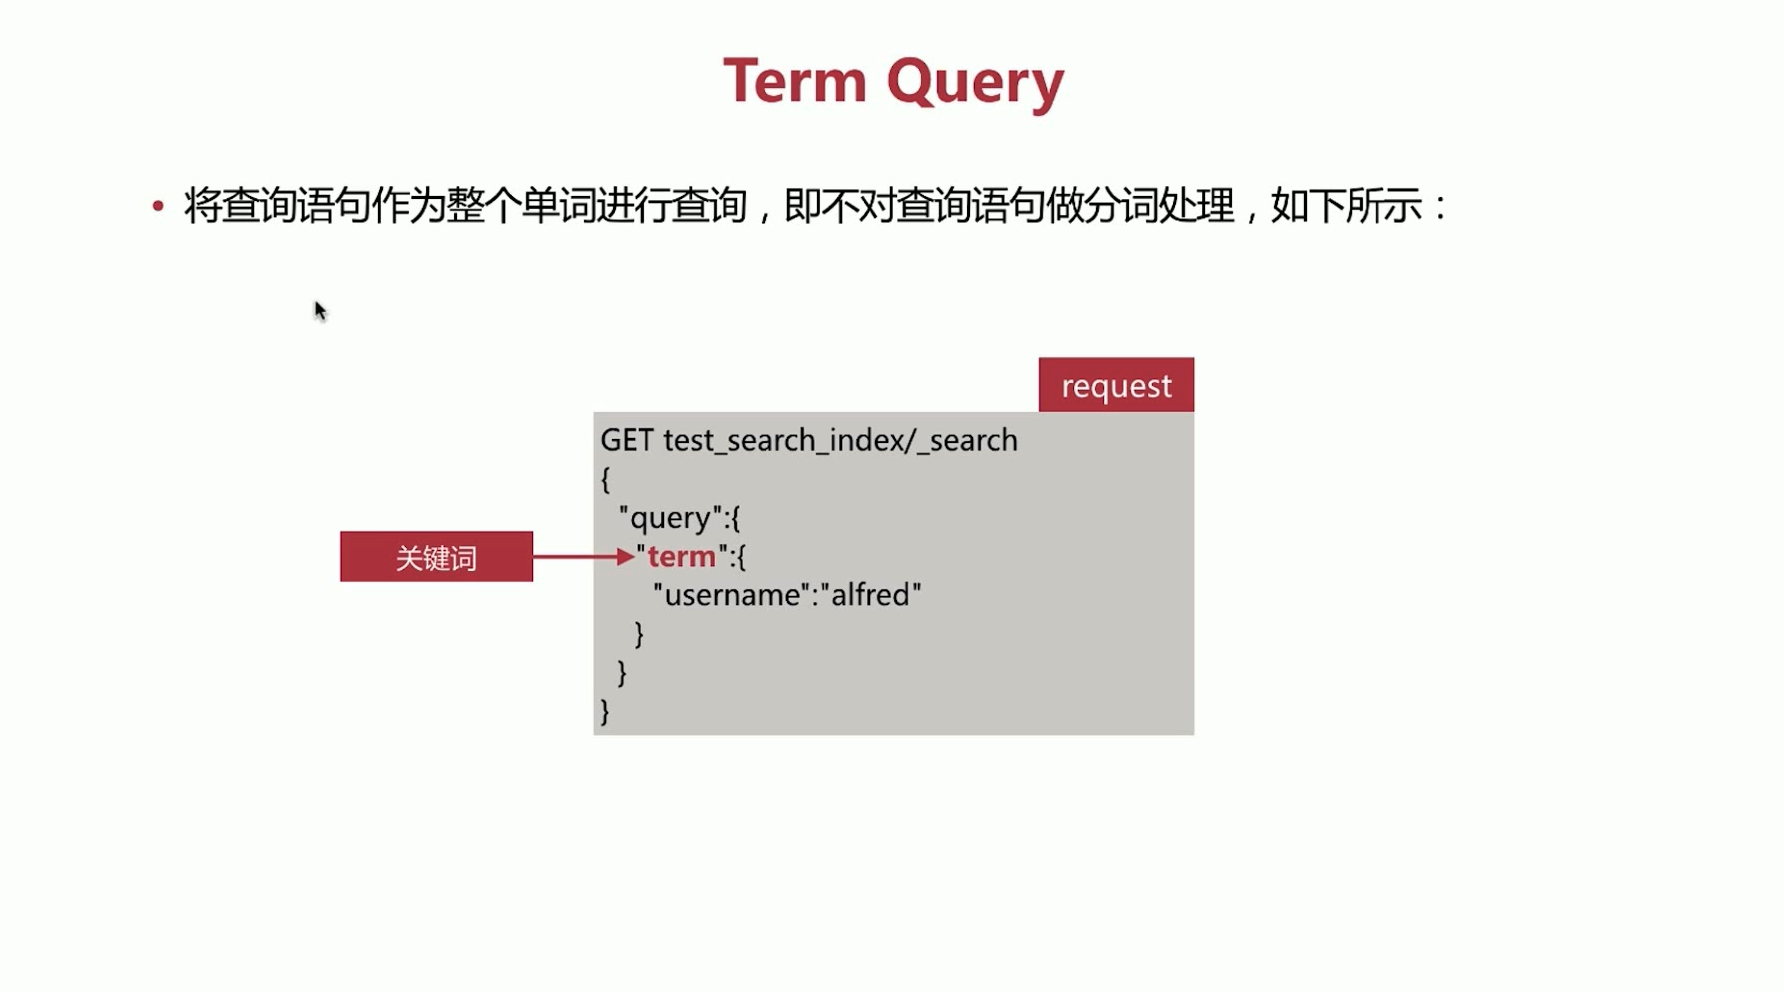 Term Query
• 将查询语句作为整个单词进行查询，即不对查询语句做分词处理，如下所示：
request
GET test_search_index/_search
{
"query":{
关键词
"term":{
"username":"alfred"
}
}
}